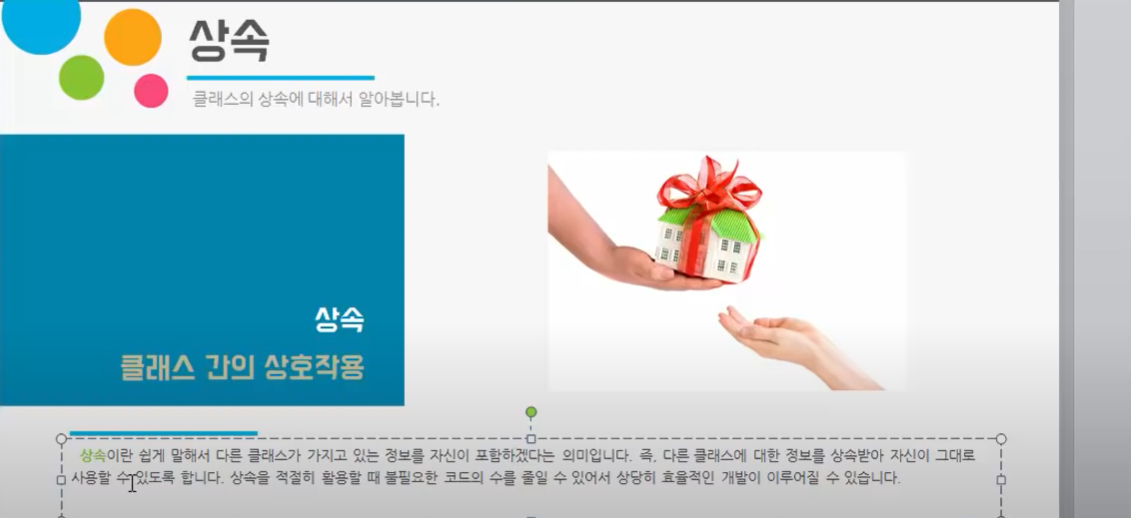 상속
클래스의 상속에 대해서 알아봅니다.
상속
클래스 간의 상호작용
상속이란 쉽게 말해서 다른 클래스가 가지고 있는 정보를 자신이 포함하겠다는 의미입니다. 즉, 다른 클래스에 대한 정보를 상속받아 자신이 그대로
사용할 수 있도록 합니다. 상속을 적절히 활용할 때 불필요한 코드의 수를 줄일 수 있어서 상당히 효율적인 개발이 이루어질 수 있습니다.